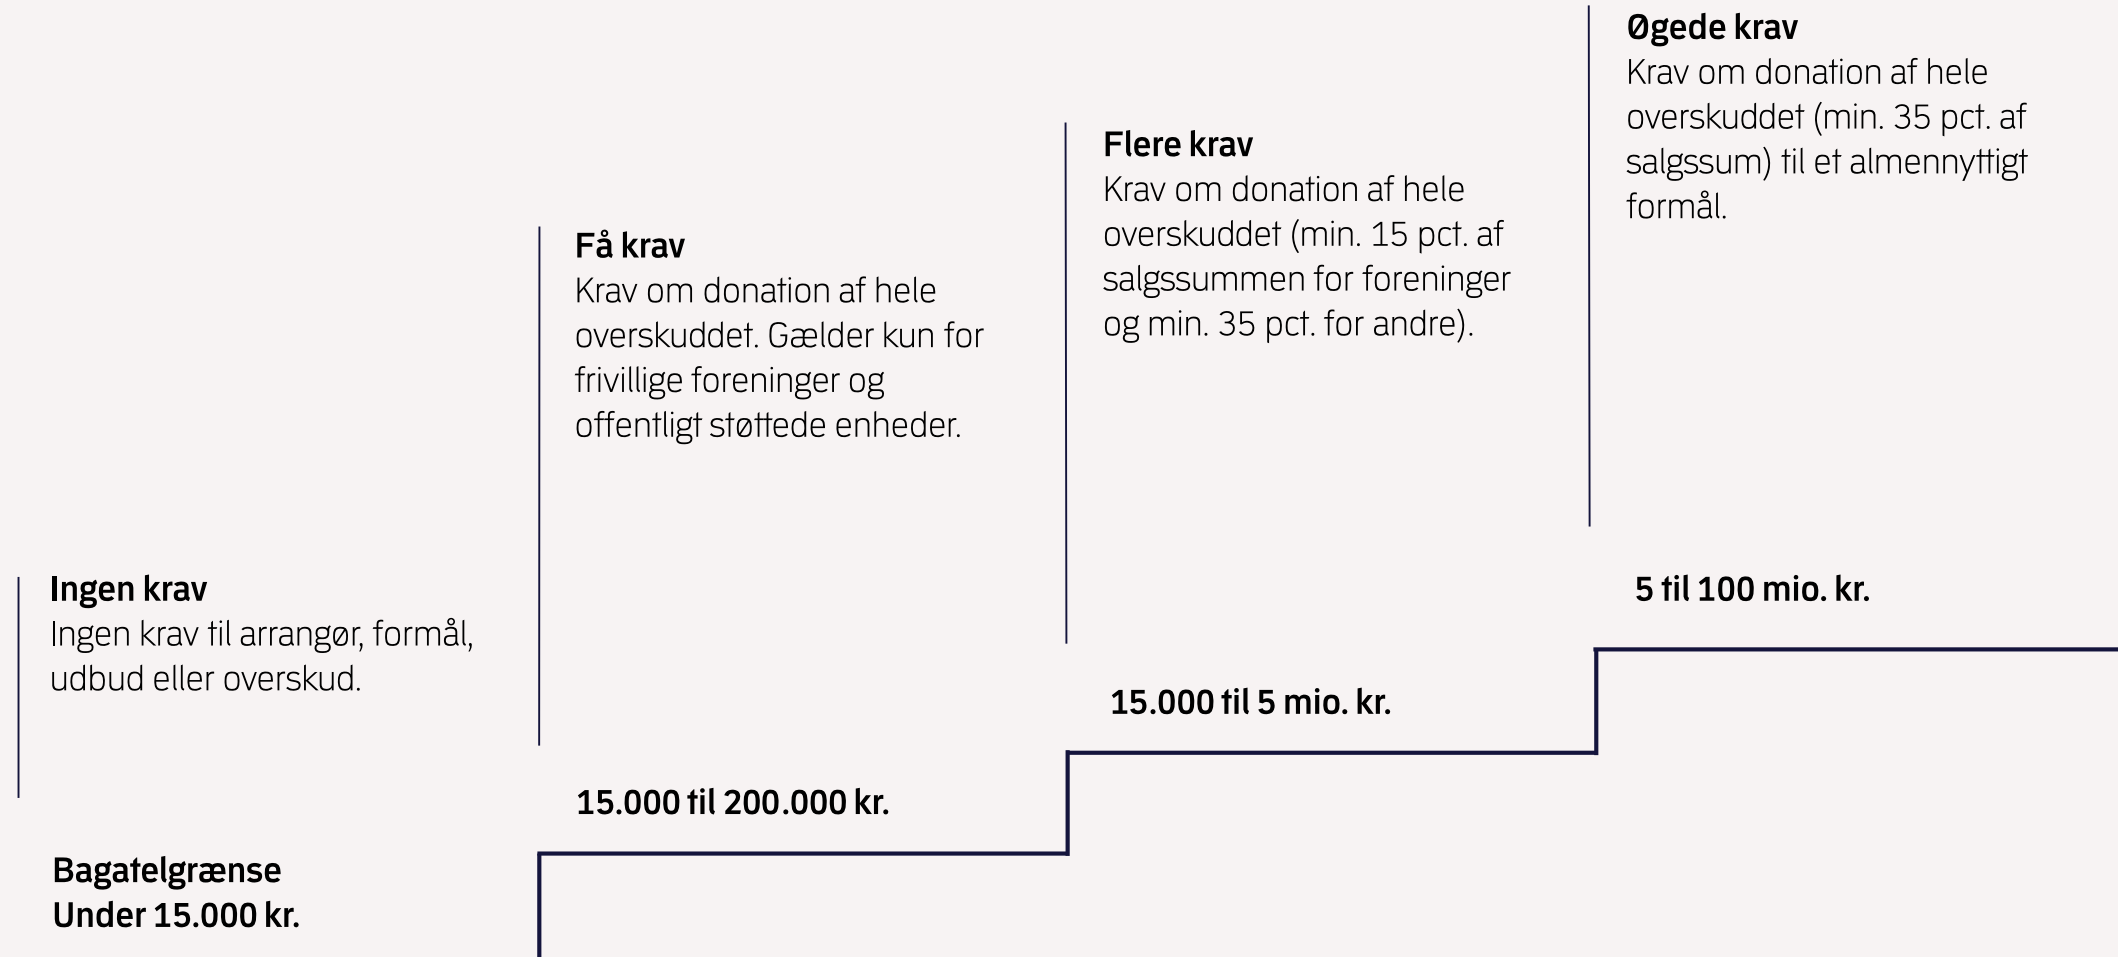 Ingen krav
Ingen krav til arrangør, formål,
udbud eller overskud.
Bagatelgrænse
Under 15.000 kr.
Få krav
Krav om donation af hele
overskuddet. Gælder kun for
frivillige foreninger og
offentligt støttede enheder.
15.000 til 200.000 kr.
Flere krav
Krav om donation af hele
overskuddet (min. 15 pct. af
salgssummen for foreninger
og min. 35 pct. for andre).
15.000 til 5 mio. kr.
Øgede krav
Krav om donation af hele
overskuddet (min. 35 pct. af
salgssum) til et almennyttigt
formål.
5 til 100 mio. kr.